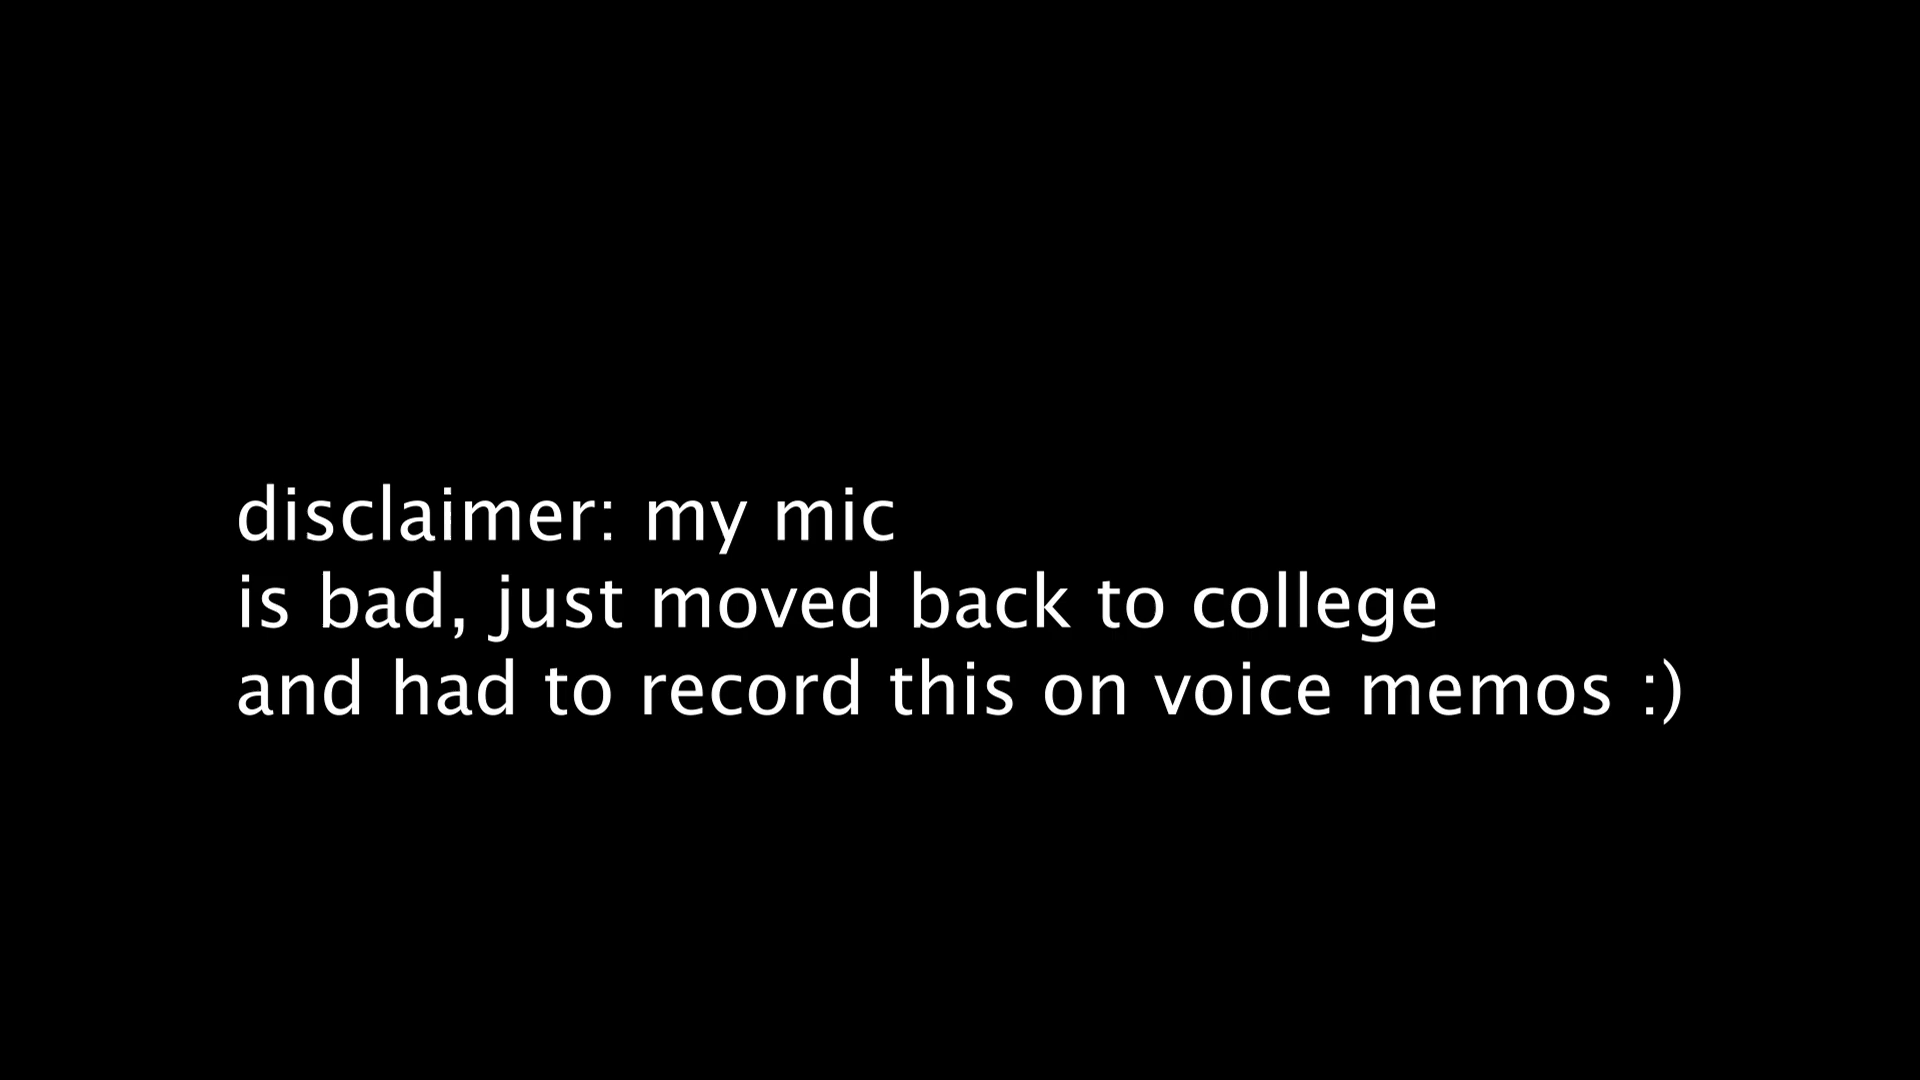 disclaimer: my mic
is bad, just moved back to college
and had to record this on voice memos :)